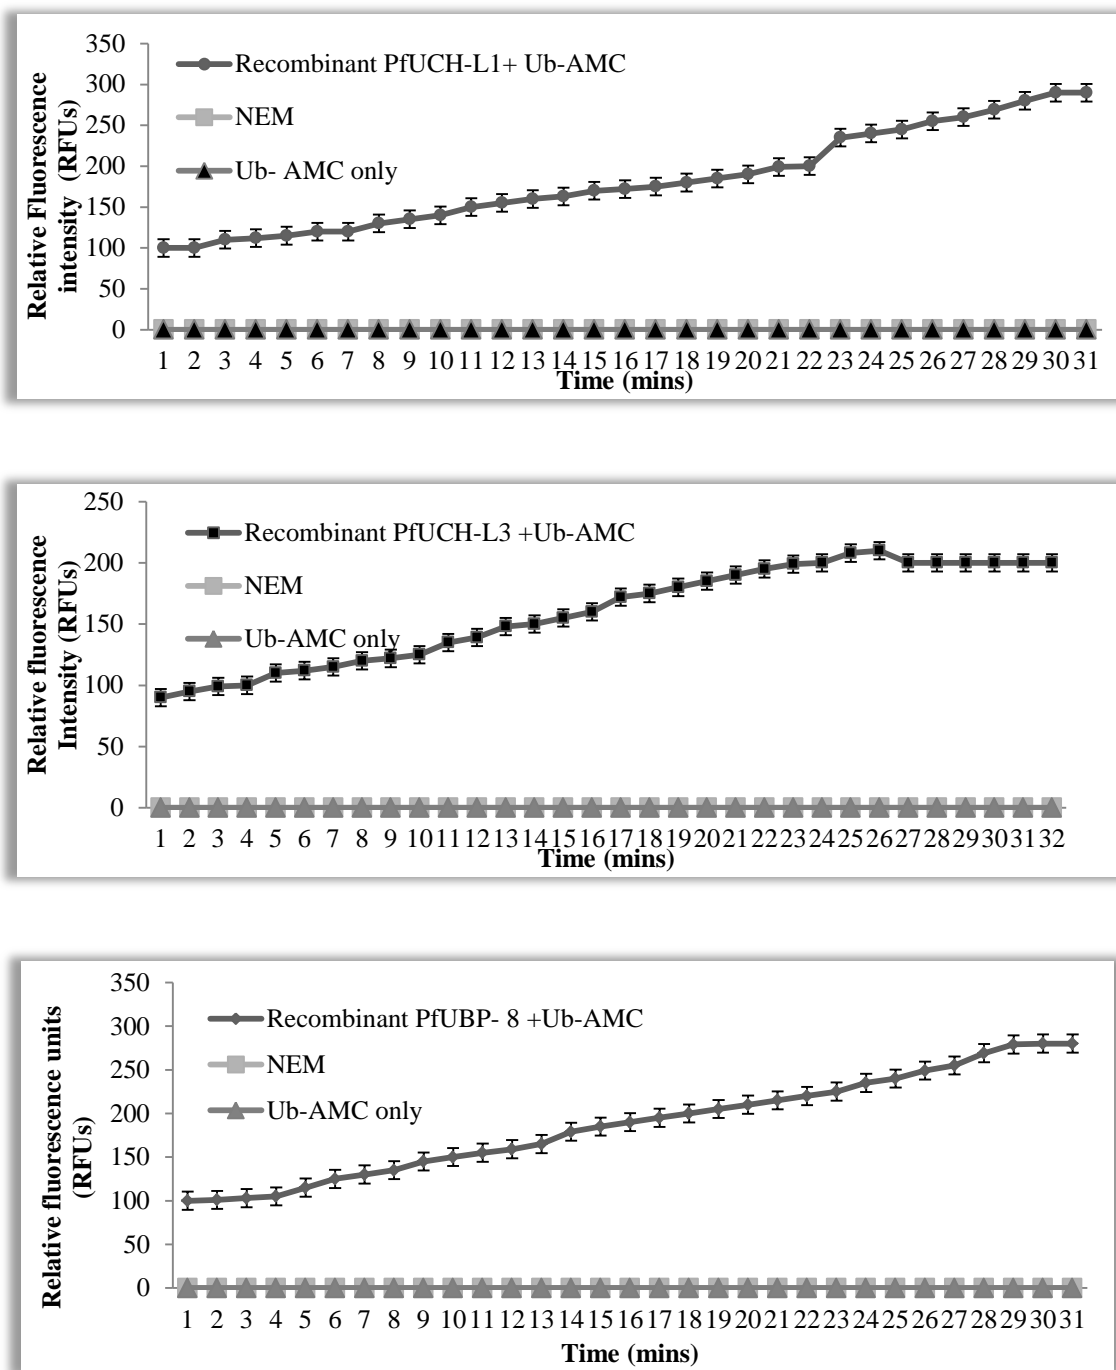 350
300
250
200
150
100
50
0
Relative Fluorescence
intensity (RFUs)
Recombinant PfUCH-L1+ Ub-AMC
NEM
Ub- AMC only
1 2 3 4 5 6 7 8 9 10 11 12 13 14 15 16 17 18 19 20 21 22 23 24 25 26 27 28 29 30 31
Time (mins)
250
200
150
100
50
0
Relative fluorescence
Intensity (RFUs)
Recombinant PfUCH-L3 +Ub-AMC
NEM
Ub-AMC only
1 2 3 4 5 6 7 8 9 10 11 12 13 14 15 16 17 18 19 20 21 22 23 24 25 26 27 28 29 30 31 32
Time (mins)
350
300
250
200
150
100
50
0
Relative fluorescence units
(RFUs)
Recombinant PfUBP- 8 +Ub-AMC
NEM
Ub-AMC only
1 2 3 4 5 6 7 8 9 10 11 12 13 14 15 16 17 18 19 20 21 22 23 24 25 26 27 28 29 30 31
Time (mins)